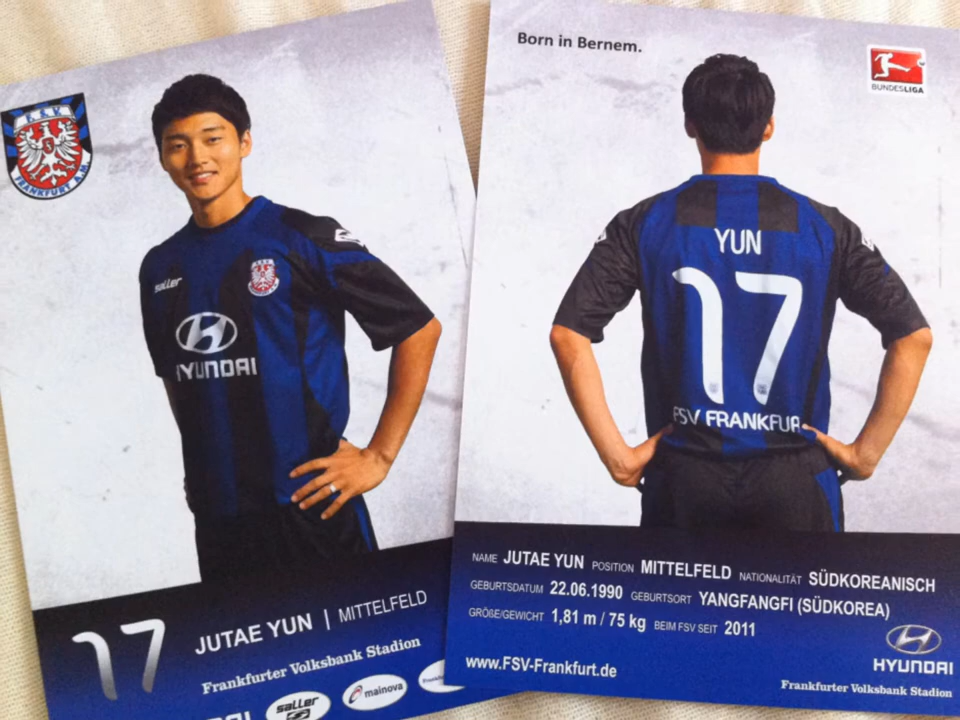 F.S.V.
FRANKFURT A.M.
saller
HYUNDAI
17
JUTAE YUN | MITTELFELD
Frankfurter Volksbank Stadion
saller
mainova
Born in Bernem.
BUNDESLIGA
YUN
17
FSV FRANKFUR
NAME JUTAE YUN POSITION MITTELFELD NATIONALITÄT SÜDKOREANISCH
GEBURTSDATUM 22.06.1990 GEBURTSORT YANGFANGFI (SÜDKOREA)
GRÖßE/GEWICHT 1,81 m / 75 kg BEIM FSV SEIT 2011
HYUNDAI
www.FSV-Frankfurt.de
Frankfurter Volksbank Stadion